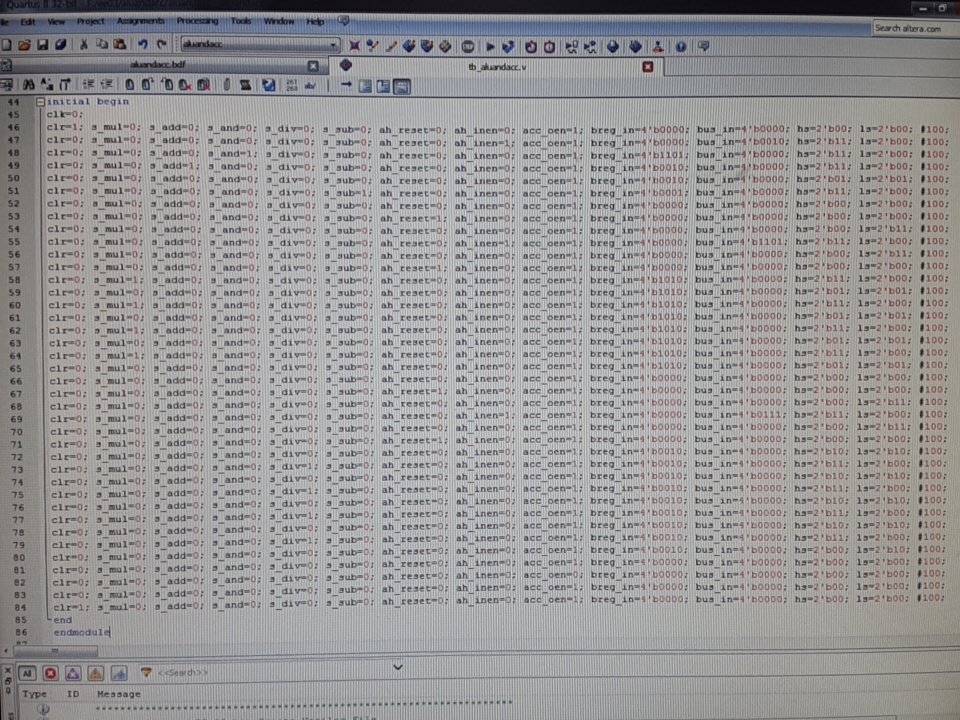 Quartus II 32-bit
Edit View Project Assignments Processing Tools Window Help
Search altera.com
aluandacc
aluandacc.bdf tb_aluandacc.v
44 initial begin
45 clk=0;
46 clr=1; s_mul=0; s_add=0; s_and=0; s_div=0; s_sub=0; ah_reset=0; ah_inen=0; acc_oen=1; breg_in=4'b0000; bus_in=4'b0000; hs=2'b00; ls=2'b00; #100;
47 clr=0; s_mul=0; s_add=0; s_and=0; s_div=0; s_sub=0; ah_reset=0; ah_inen=1; acc_oen=1; breg_in=4'b0000; bus_in=4'b0010; hs=2'b11; ls=2'b00; #100;
48 clr=0; s_mul=0; s_add=0; s_and=1; s_div=0; s_sub=0; ah_reset=0; ah_inen=0; acc_oen=1; breg_in=4'b1101; bus_in=4'b0000; hs=2'b11; ls=2'b00; #100;
49 clr=0; s_mul=0; s_add=1; s_and=0; s_div=0; s_sub=0; ah_reset=0; ah_inen=0; acc_oen=1; breg_in=4'b0010; bus_in=4'b0000; hs=2'b11; ls=2'b00; #100;
50 clr=0; s_mul=0; s_add=0; s_and=0; s_div=0; s_sub=0; ah_reset=0; ah_inen=0; acc_oen=1; breg_in=4'b0010; bus_in=4'b0000; hs=2'b01; ls=2'b01; #100;
51 clr=0; s_mul=0; s_add=0; s_and=0; s_div=0; s_sub=1; ah_reset=0; ah_inen=0; acc_oen=1; breg_in=4'b0001; bus_in=4'b0000; hs=2'b11; ls=2'b00; #100;
52 clr=0; s_mul=0; s_add=0; s_and=0; s_div=0; s_sub=0; ah_reset=0; ah_inen=0; acc_oen=1; breg_in=4'b0000; bus_in=4'b0000; hs=2'b00; ls=2'b00; #100;
53 clr=0; s_mul=0; s_add=0; s_and=0; s_div=0; s_sub=0; ah_reset=1; ah_inen=0; acc_oen=1; breg_in=4'b0000; bus_in=4'b0000; hs=2'b00; ls=2'b00; #100;
54 clr=0; s_mul=0; s_add=0; s_and=0; s_div=0; s_sub=0; ah_reset=0; ah_inen=0; acc_oen=1; breg_in=4'b0000; bus_in=4'b0000; hs=2'b00; ls=2'b11; #100;
55 clr=0; s_mul=0; s_add=0; s_and=0; s_div=0; s_sub=0; ah_reset=0; ah_inen=1; acc_oen=1; breg_in=4'b0000; bus_in=4'b1101; hs=2'b11; ls=2'b00; #100;
56 clr=0; s_mul=0; s_add=0; s_and=0; s_div=0; s_sub=0; ah_reset=0; ah_inen=0; acc_oen=1; breg_in=4'b0000; bus_in=4'b0000; hs=2'b00; ls=2'b11; #100;
57 clr=0; s_mul=0; s_add=0; s_and=0; s_div=0; s_sub=0; ah_reset=1; ah_inen=0; acc_oen=1; breg_in=4'b0000; bus_in=4'b0000; hs=2'b00; ls=2'b00; #100;
58 clr=0; s_mul=1; s_add=0; s_and=0; s_div=0; s_sub=0; ah_reset=0; ah_inen=0; acc_oen=1; breg_in=4'b1010; bus_in=4'b0000; hs=2'b11; ls=2'b00; #100;
59 clr=0; s_mul=0; s_add=0; s_and=0; s_div=0; s_sub=0; ah_reset=0; ah_inen=0; acc_oen=1; breg_in=4'b1010; bus_in=4'b0000; hs=2'b01; ls=2'b01; #100;
60 clr=0; s_mul=1; s_add=0; s_and=0; s_div=0; s_sub=0; ah_reset=0; ah_inen=0; acc_oen=1; breg_in=4'b1010; bus_in=4'b0000; hs=2'b11; ls=2'b00; #100;
61 clr=0; s_mul=0; s_add=0; s_and=0; s_div=0; s_sub=0; ah_reset=0; ah_inen=0; acc_oen=1; breg_in=4'b1010; bus_in=4'b0000; hs=2'b01; ls=2'b01; #100;
62 clr=0; s_mul=1; s_add=0; s_and=0; s_div=0; s_sub=0; ah_reset=0; ah_inen=0; acc_oen=1; breg_in=4'b1010; bus_in=4'b0000; hs=2'b11; ls=2'b00; #100;
63 clr=0; s_mul=0; s_add=0; s_and=0; s_div=0; s_sub=0; ah_reset=0; ah_inen=0; acc_oen=1; breg_in=4'b1010; bus_in=4'b0000; hs=2'b01; ls=2'b01; #100;
64 clr=0; s_mul=1; s_add=0; s_and=0; s_div=0; s_sub=0; ah_reset=0; ah_inen=0; acc_oen=1; breg_in=4'b1010; bus_in=4'b0000; hs=2'b11; ls=2'b00; #100;
65 clr=0; s_mul=0; s_add=0; s_and=0; s_div=0; s_sub=0; ah_reset=0; ah_inen=0; acc_oen=1; breg_in=4'b1010; bus_in=4'b0000; hs=2'b01; ls=2'b01; #100;
66 clr=0; s_mul=0; s_add=0; s_and=0; s_div=0; s_sub=0; ah_reset=0; ah_inen=0; acc_oen=1; breg_in=4'b0000; bus_in=4'b0000; hs=2'b00; ls=2'b00; #100;
67 clr=0; s_mul=0; s_add=0; s_and=0; s_div=0; s_sub=0; ah_reset=1; ah_inen=0; acc_oen=1; breg_in=4'b0000; bus_in=4'b0000; hs=2'b00; ls=2'b00; #100;
68 clr=0; s_mul=0; s_add=0; s_and=0; s_div=0; s_sub=0; ah_reset=0; ah_inen=0; acc_oen=1; breg_in=4'b0000; bus_in=4'b0000; hs=2'b00; ls=2'b11; #100;
69 clr=0; s_mul=0; s_add=0; s_and=0; s_div=0; s_sub=0; ah_reset=0; ah_inen=1; acc_oen=1; breg_in=4'b0000; bus_in=4'b0111; hs=2'b11; ls=2'b00; #100;
70 clr=0; s_mul=0; s_add=0; s_and=0; s_div=0; s_sub=0; ah_reset=0; ah_inen=0; acc_oen=1; breg_in=4'b0000; bus_in=4'b0000; hs=2'b00; ls=2'b11; #100;
71 clr=0; s_mul=0; s_add=0; s_and=0; s_div=0; s_sub=0; ah_reset=1; ah_inen=0; acc_oen=1; breg_in=4'b0000; bus_in=4'b0000; hs=2'b00; ls=2'b00; #100;
72 clr=0; s_mul=0; s_add=0; s_and=0; s_div=0; s_sub=0; ah_reset=0; ah_inen=0; acc_oen=1; breg_in=4'b0010; bus_in=4'b0000; hs=2'b10; ls=2'b10; #100;
73 clr=0; s_mul=0; s_add=0; s_and=0; s_div=1; s_sub=0; ah_reset=0; ah_inen=0; acc_oen=1; breg_in=4'b0010; bus_in=4'b0000; hs=2'b11; ls=2'b00; #100;
74 clr=0; s_mul=0; s_add=0; s_and=0; s_div=0; s_sub=0; ah_reset=0; ah_inen=0; acc_oen=1; breg_in=4'b0010; bus_in=4'b0000; hs=2'b10; ls=2'b10; #100;
75 clr=0; s_mul=0; s_add=0; s_and=0; s_div=1; s_sub=0; ah_reset=0; ah_inen=0; acc_oen=1; breg_in=4'b0010; bus_in=4'b0000; hs=2'b11; ls=2'b00; #100;
76 clr=0; s_mul=0; s_add=0; s_and=0; s_div=0; s_sub=0; ah_reset=0; ah_inen=0; acc_oen=1; breg_in=4'b0010; bus_in=4'b0000; hs=2'b10; ls=2'b10; #100;
77 clr=0; s_mul=0; s_add=0; s_and=0; s_div=1; s_sub=0; ah_reset=0; ah_inen=0; acc_oen=1; breg_in=4'b0010; bus_in=4'b0000; hs=2'b11; ls=2'b00; #100;
78 clr=0; s_mul=0; s_add=0; s_and=0; s_div=0; s_sub=0; ah_reset=0; ah_inen=0; acc_oen=1; breg_in=4'b0010; bus_in=4'b0000; hs=2'b10; ls=2'b10; #100;
79 clr=0; s_mul=0; s_add=0; s_and=0; s_div=1; s_sub=0; ah_reset=0; ah_inen=0; acc_oen=1; breg_in=4'b0010; bus_in=4'b0000; hs=2'b11; ls=2'b00; #100;
80 clr=0; s_mul=0; s_add=0; s_and=0; s_div=0; s_sub=0; ah_reset=0; ah_inen=0; acc_oen=1; breg_in=4'b0010; bus_in=4'b0000; hs=2'b10; ls=2'b10; #100;
81 clr=0; s_mul=0; s_add=0; s_and=0; s_div=0; s_sub=0; ah_reset=0; ah_inen=0; acc_oen=1; breg_in=4'b0000; bus_in=4'b0000; hs=2'b00; ls=2'b00; #100;
82 clr=0; s_mul=0; s_add=0; s_and=0; s_div=0; s_sub=0; ah_reset=0; ah_inen=0; acc_oen=1; breg_in=4'b0000; bus_in=4'b0000; hs=2'b00; ls=2'b00; #100;
83 clr=0; s_mul=0; s_add=0; s_and=0; s_div=0; s_sub=0; ah_reset=0; ah_inen=0; acc_oen=1; breg_in=4'b0000; bus_in=4'b0000; hs=2'b00; ls=2'b00; #100;
84 clr=1; s_mul=0; s_add=0; s_and=0; s_div=0; s_sub=0; ah_reset=0; ah_inen=0; acc_oen=1; breg_in=4'b0000; bus_in=4'b0000; hs=2'b00; ls=2'b00; #100;
85 end
86 endmodule
All <<Search>>
Type ID Message